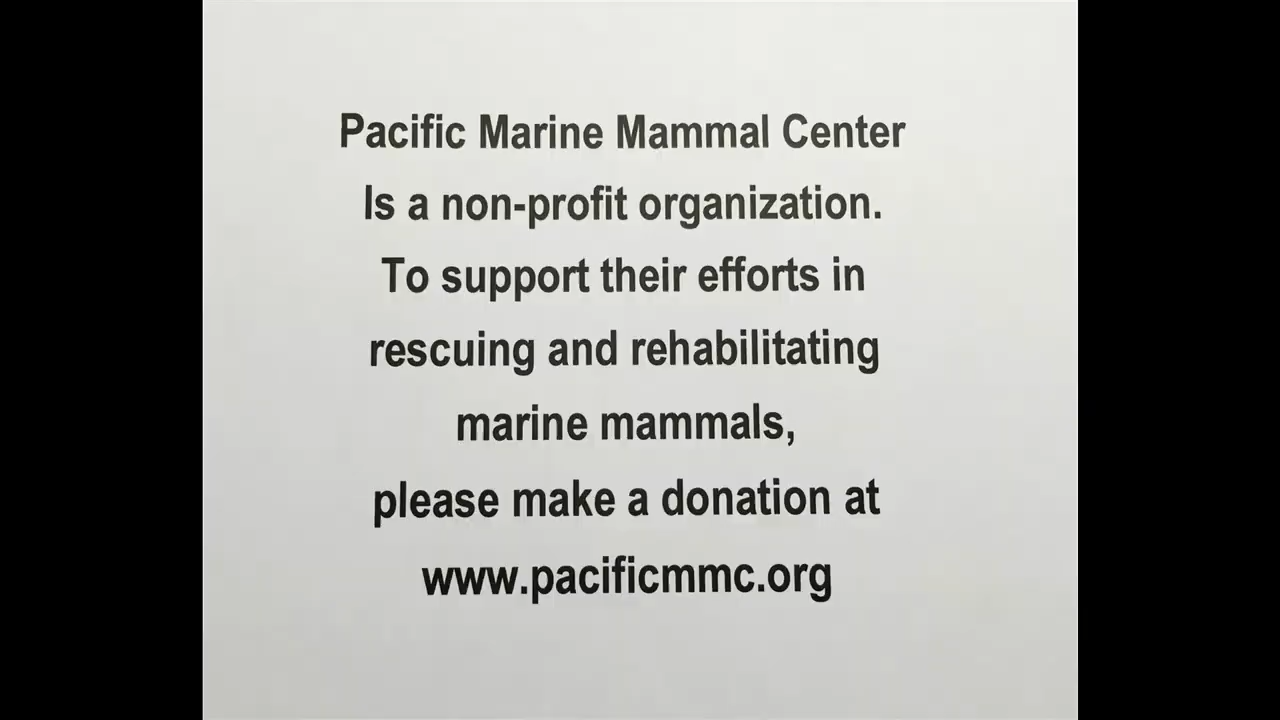 Pacific Marine Mammal Center
Is a non-profit organization.
To support their efforts in
rescuing and rehabilitating
marine mammals,
please make a donation at
www.pacificmmc.org